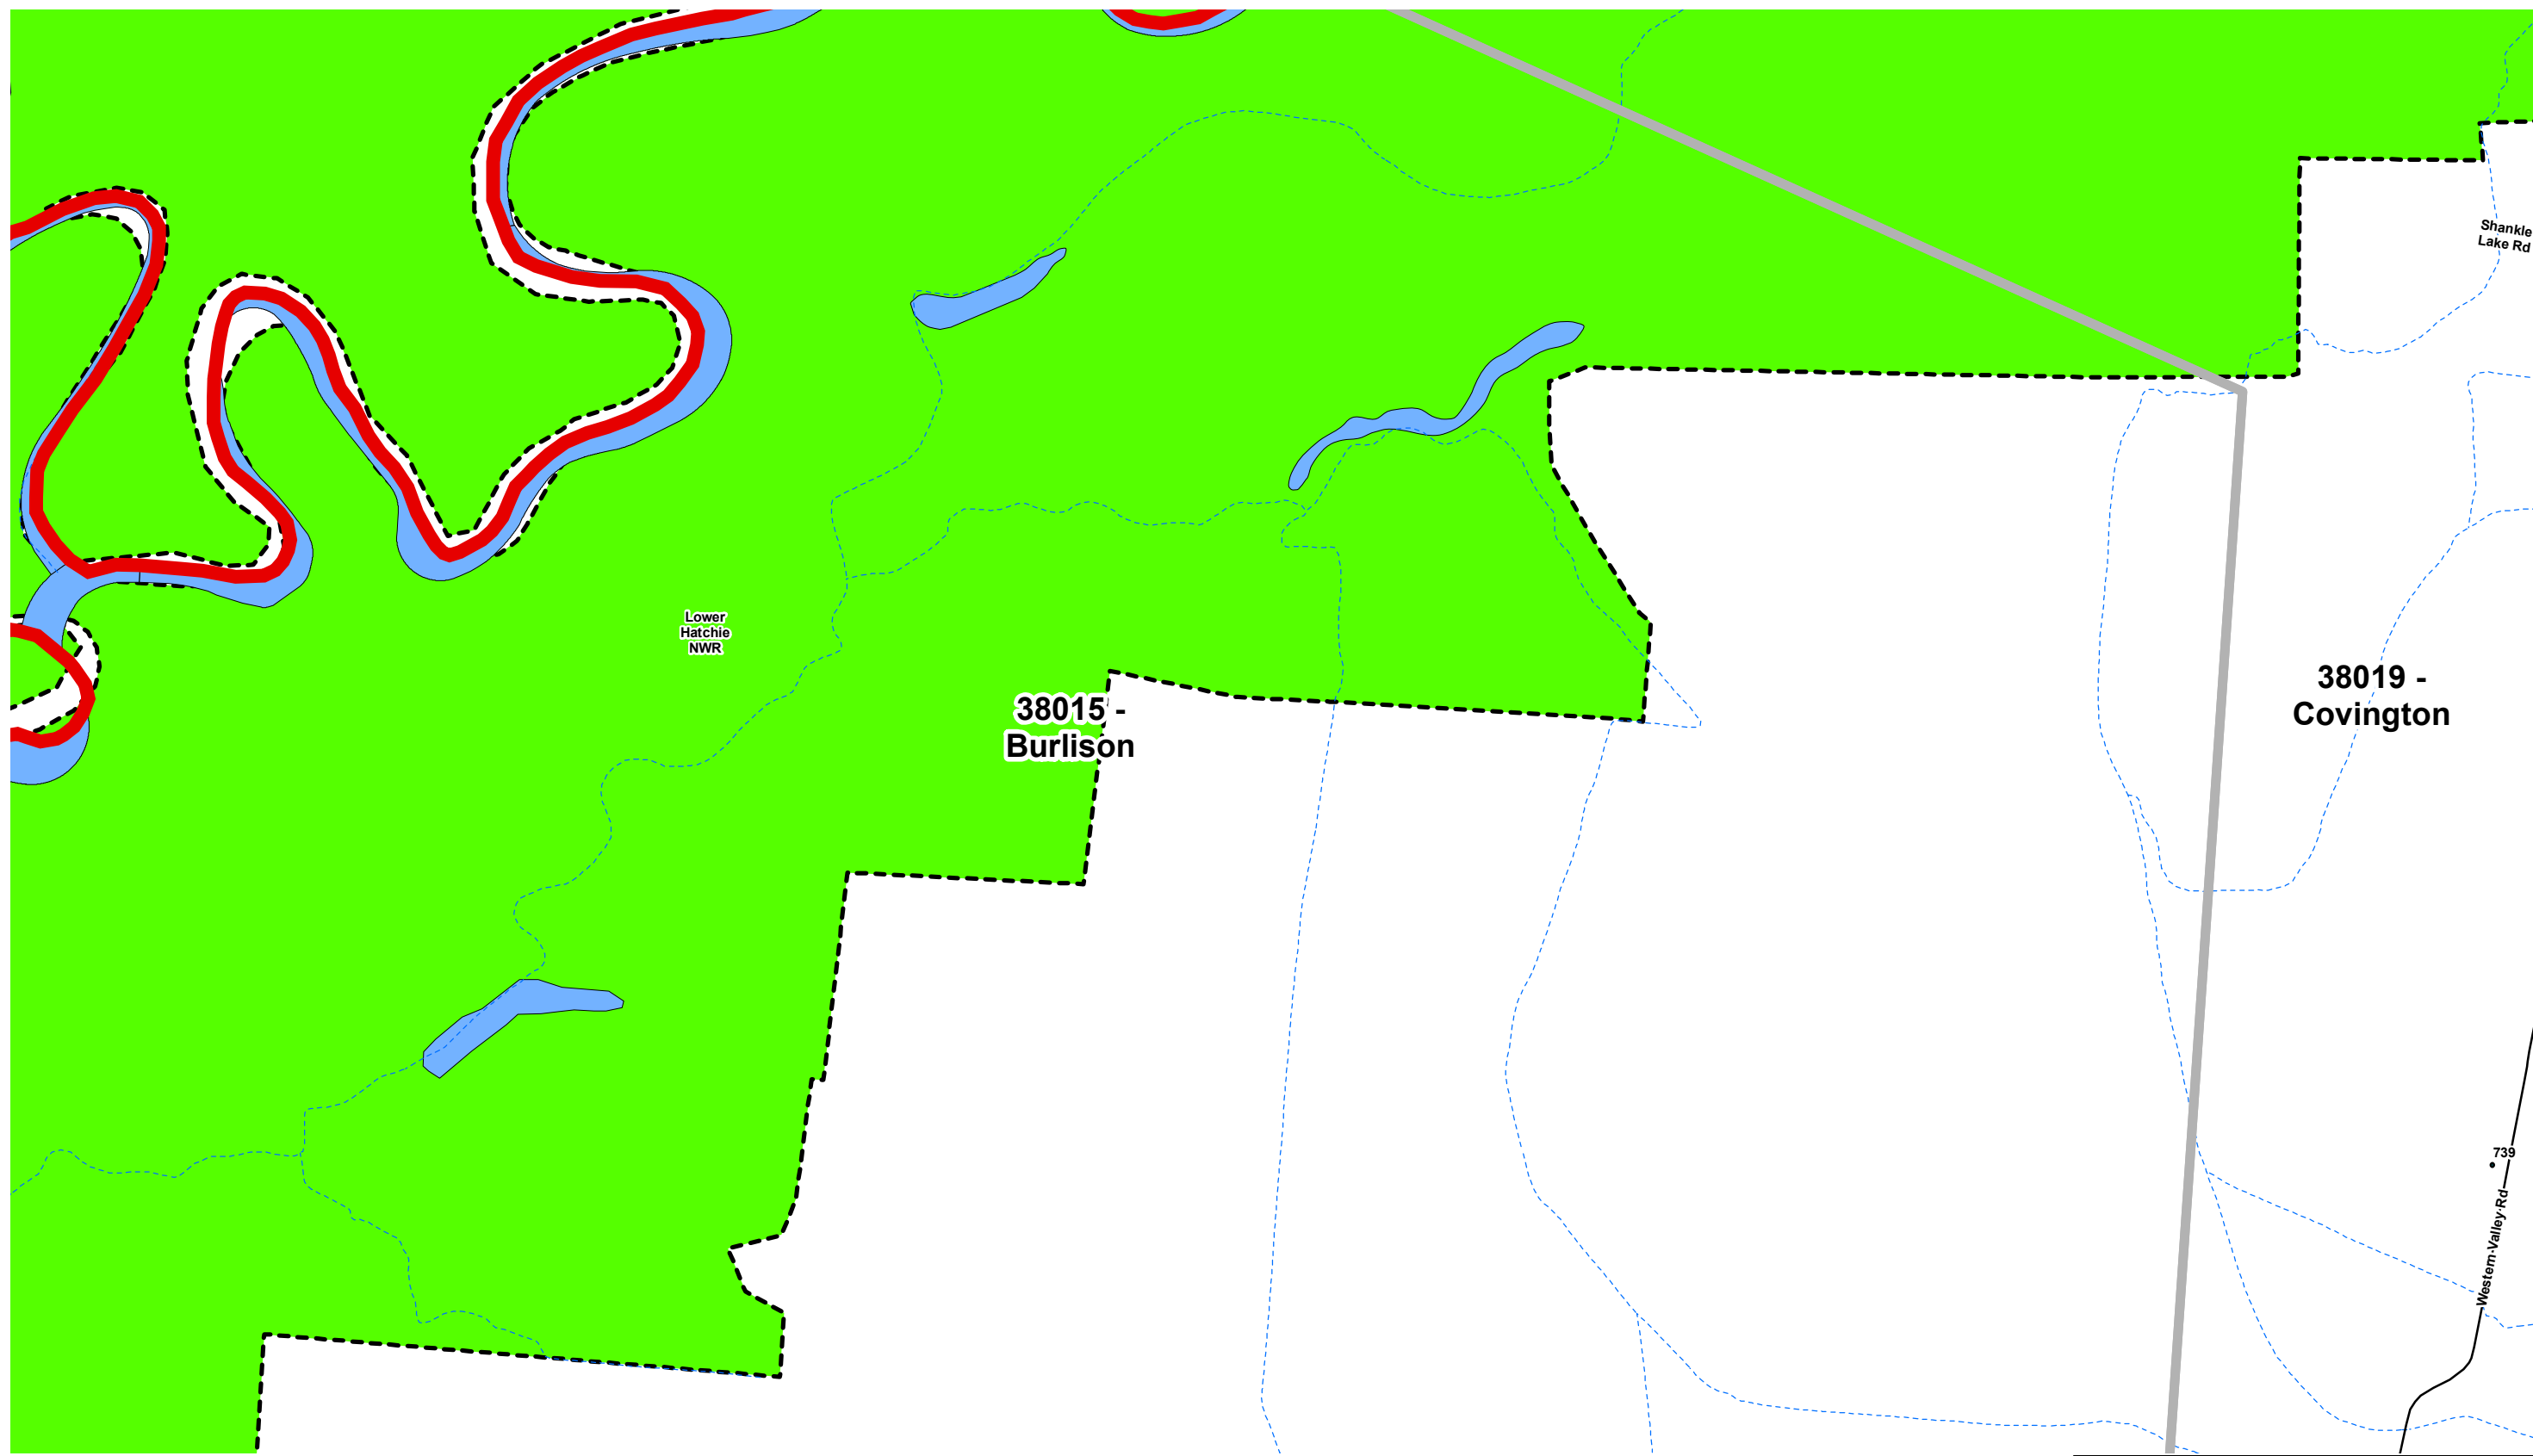 Shankle
Lake Rd
Lower
Hatchie
NWR
38015 -
Burlison
38019 -
Covington
739
Western Valley Rd